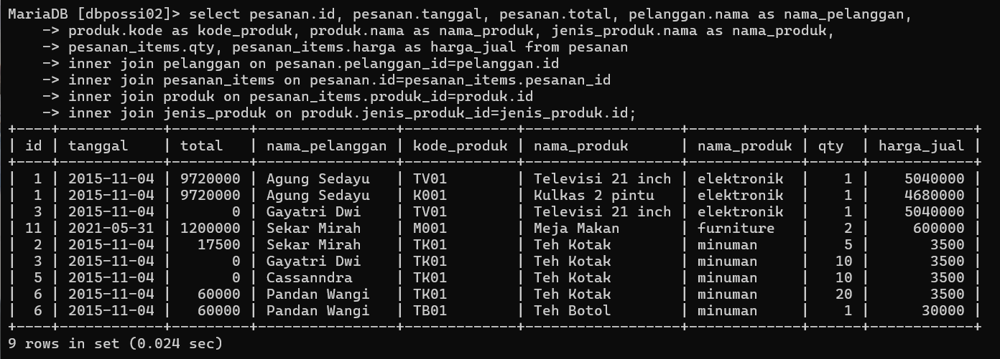 MariaDB [dbpossi02]> select pesanan.id, pesanan.tanggal, pesanan.total, pelanggan.nama as nama_pelanggan,
    -> produk.kode as kode_produk, produk.nama as nama_produk, jenis_produk.nama as nama_produk,
    -> pesanan_items.qty, pesanan_items.harga as harga_jual from pesanan
    -> inner join pelanggan on pesanan.pelanggan_id=pelanggan.id
    -> inner join pesanan_items on pesanan.id=pesanan_items.pesanan_id
    -> inner join produk on pesanan_items.produk_id=produk.id
    -> inner join jenis_produk on produk.jenis_produk_id=jenis_produk.id;
+----+------------+---------+----------------+-------------+------------------+-------------+------+------------+
| id | tanggal    | total   | nama_pelanggan | kode_produk | nama_produk      | nama_produk | qty  | harga_jual |
+----+------------+---------+----------------+-------------+------------------+-------------+------+------------+
|  1 | 2015-11-04 | 9720000 | Agung Sedayu   | TV01        | Televisi 21 inch | elektronik  |    1 |    5040000 |
|  1 | 2015-11-04 | 9720000 | Agung Sedayu   | K001        | Kulkas 2 pintu   | elektronik  |    1 |    4680000 |
|  3 | 2015-11-04 |       0 | Gayatri Dwi    | TV01        | Televisi 21 inch | elektronik  |    1 |    5040000 |
| 11 | 2021-05-31 | 1200000 | Sekar Mirah    | M001        | Meja Makan       | furniture   |    2 |     600000 |
|  2 | 2015-11-04 |   17500 | Sekar Mirah    | TK01        | Teh Kotak        | minuman     |    5 |       3500 |
|  3 | 2015-11-04 |       0 | Gayatri Dwi    | TK01        | Teh Kotak        | minuman     |   10 |       3500 |
|  5 | 2015-11-04 |       0 | Cassanndra     | TK01        | Teh Kotak        | minuman     |   10 |       3500 |
|  6 | 2015-11-04 |   60000 | Pandan Wangi   | TK01        | Teh Kotak        | minuman     |   20 |       3500 |
|  6 | 2015-11-04 |   60000 | Pandan Wangi   | TB01        | Teh Botol        | minuman     |    1 |      30000 |
+----+------------+---------+----------------+-------------+------------------+-------------+------+------------+
9 rows in set (0.024 sec)